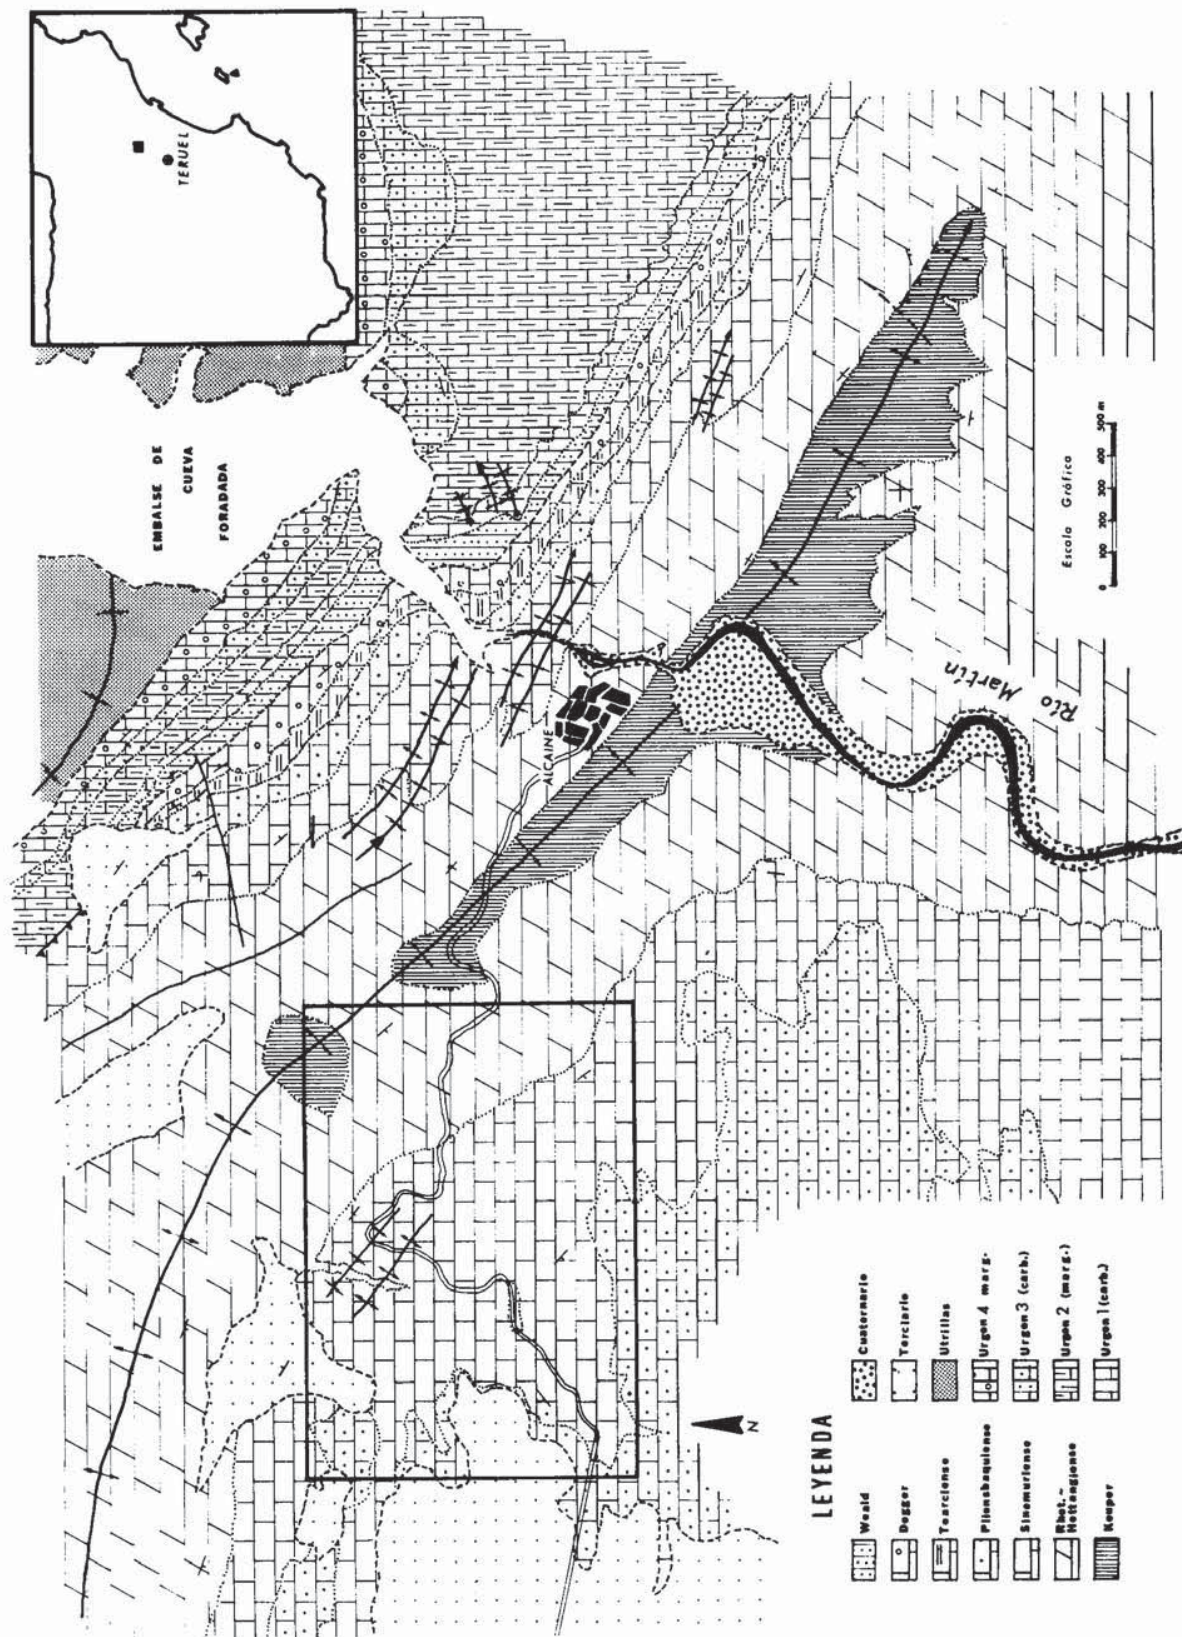 TERUEL
EMBALSE DE
CUEVA
FORADADA
ALCAINE
Río Martín
Escala Gráfica
0 100 200 300 400 500 m
N
LEYENDA
Weald
Dogger
Toarciense
Pliensbaquiense
Sinemuriense
Rhet.-
Hetangiense
Keuper
Cuaternario
Terciario
Utrillas
Urgon 4 marg.
Urgon 3 (carb.)
Urgon 2 (marg.)
Urgon 1 (carb.)